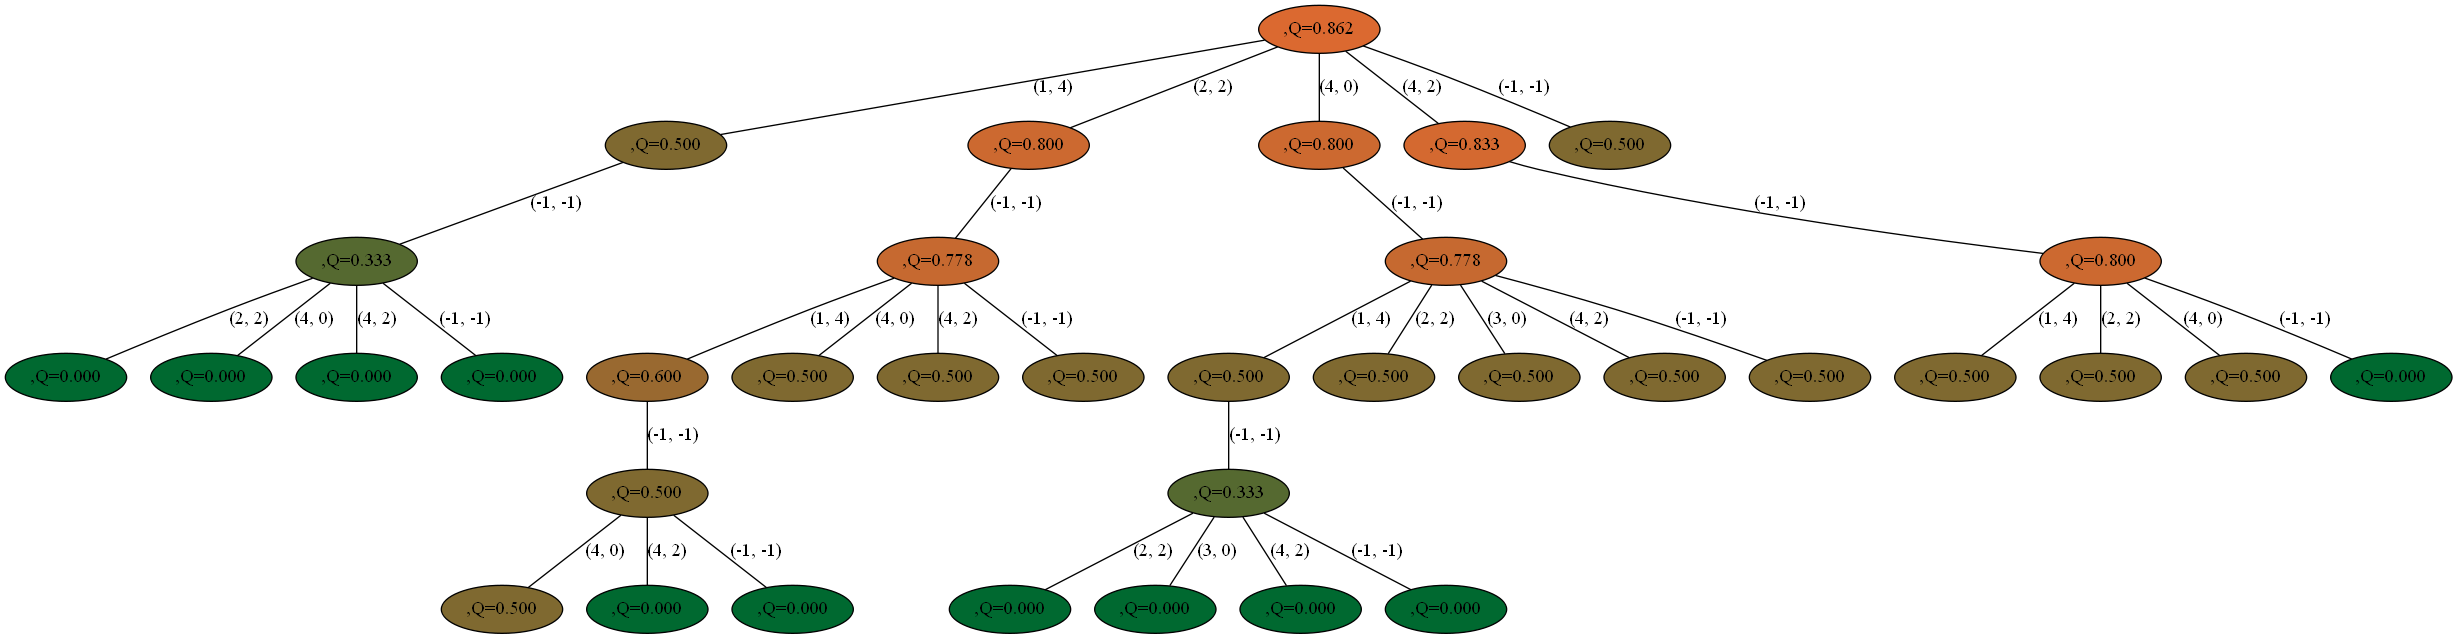 ,Q=0.862
(1, 4)
(2, 2)
(4, 0)
(4, 2)
(-1, -1)
,Q=0.500
,Q=0.800
,Q=0.800
,Q=0.833
,Q=0.500
(-1, -1)
(-1, -1)
(-1, -1)
(-1, -1)
,Q=0.333
,Q=0.778
,Q=0.778
,Q=0.800
(2, 2)
(4, 0)
(4, 2)
(-1, -1)
(1, 4)
(4, 0)
(4, 2)
(-1, -1)
(1, 4)
(2, 2)
(3, 0)
(4, 2)
(-1, -1)
(1, 4)
(2, 2)
(4, 0)
(-1, -1)
,Q=0.000
,Q=0.000
,Q=0.000
,Q=0.000
,Q=0.600
,Q=0.500
,Q=0.500
,Q=0.500
,Q=0.500
,Q=0.500
,Q=0.500
,Q=0.500
,Q=0.500
,Q=0.500
,Q=0.500
,Q=0.500
,Q=0.000
(-1, -1)
(-1, -1)
,Q=0.500
,Q=0.333
(4, 0)
(4, 2)
(-1, -1)
(2, 2)
(3, 0)
(4, 2)
(-1, -1)
,Q=0.500
,Q=0.000
,Q=0.000
,Q=0.000
,Q=0.000
,Q=0.000
,Q=0.000